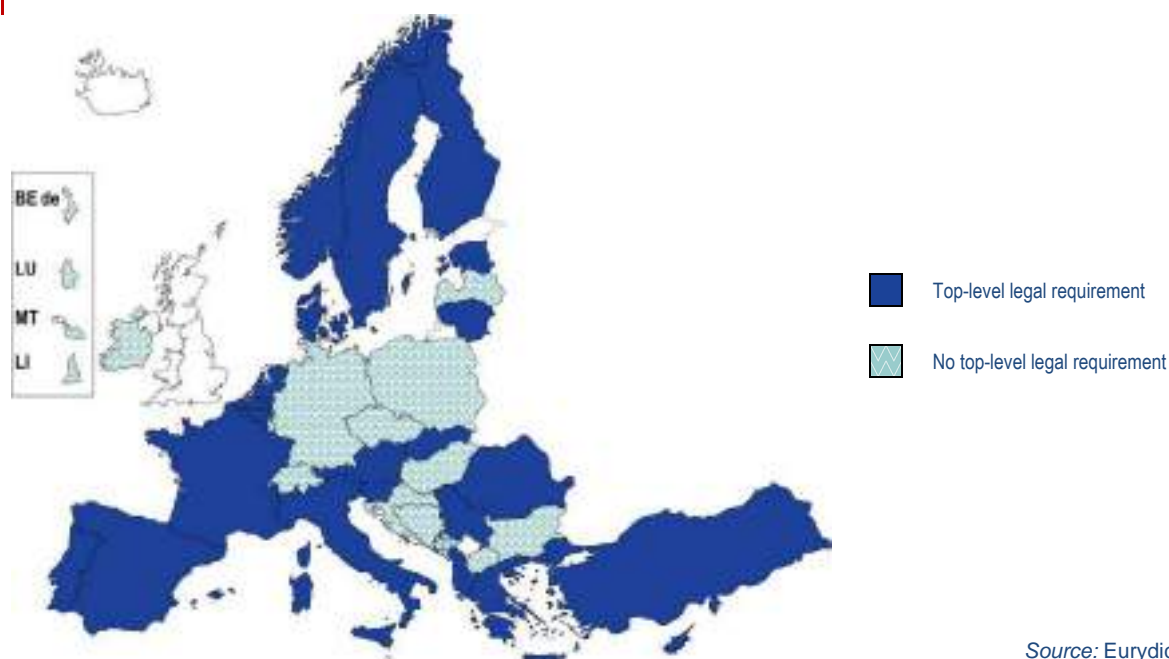 BE de
LU
MT
LI
Top-level legal requirement
No top-level legal requirement
Source: Eurydic